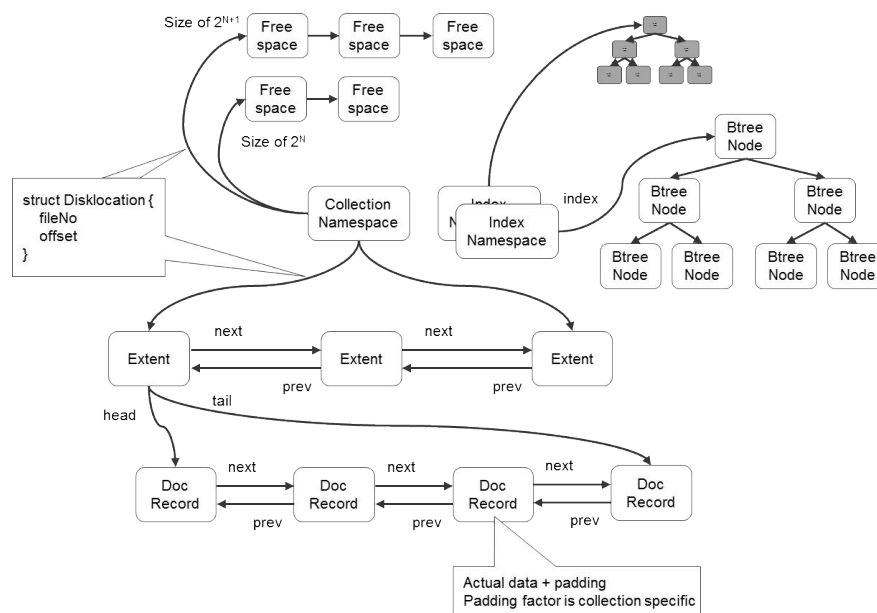 Size of 2N+1
Free
space
Free
space
Free
space
Free
space
Free
space
Size of 2N
struct Disklocation {
fileNo
offset
}
Collection
Namespace
Index
Index
Namespace
index
Btree
Node
Btree
Node
Btree
Node
Btree
Node
Btree
Node
Btree
Node
Btree
Node
Extent
next
prev
Extent
next
prev
Extent
head
tail
Doc
Record
next
prev
Doc
Record
next
prev
Doc
Record
next
prev
Doc
Record
Actual data + padding
Padding factor is collection specific